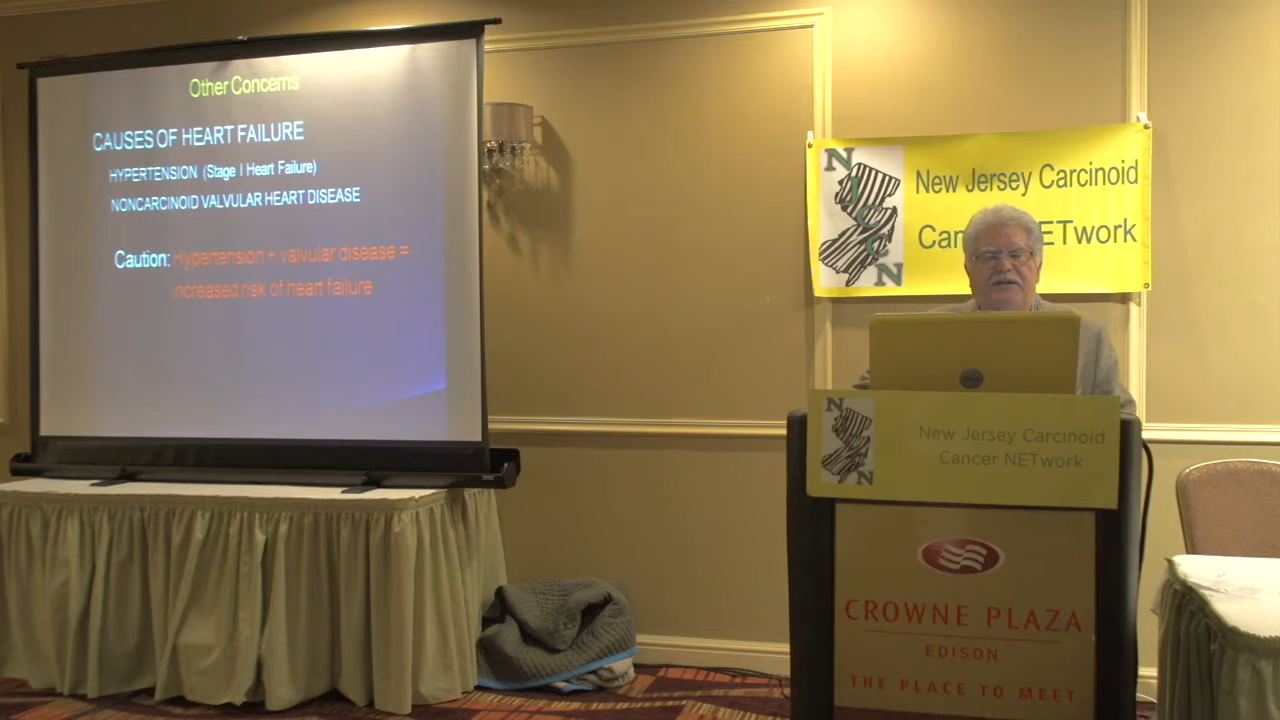 Other Concerns
CAUSES OF HEART FAILURE
HYPERTENSION (Stage I Heart Failure)
NONCARCINOID VALVULAR HEART DISEASE
Caution: Hypertension + valvular disease =
increased risk of heart failure
NJCCN
New Jersey Carcinoid
Cancer NETwork
NJCCN
New Jersey Carcinoid
Cancer NETwork
CROWNE PLAZA
EDISON
THE PLACE TO MEET.